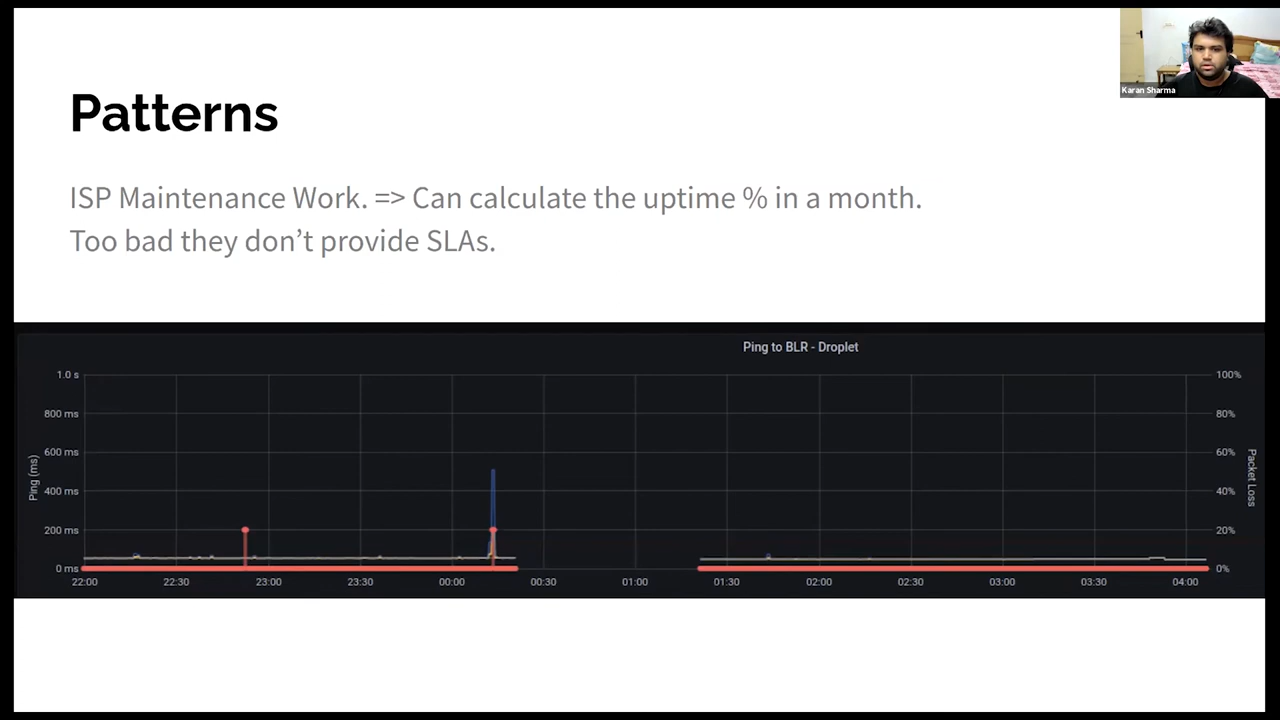 Karan Sharma
Patterns
ISP Maintenance Work. => Can calculate the uptime % in a month.
Too bad they don’t provide SLAs.
Ping to BLR - Droplet
1.0 s
800 ms
600 ms
400 ms
200 ms
0 ms
Ping (ms)
100%
80%
60%
40%
20%
0%
Packet Loss
22:00 22:30 23:00 23:30 00:00 00:30 01:00 01:30 02:00 02:30 03:00 03:30 04:00